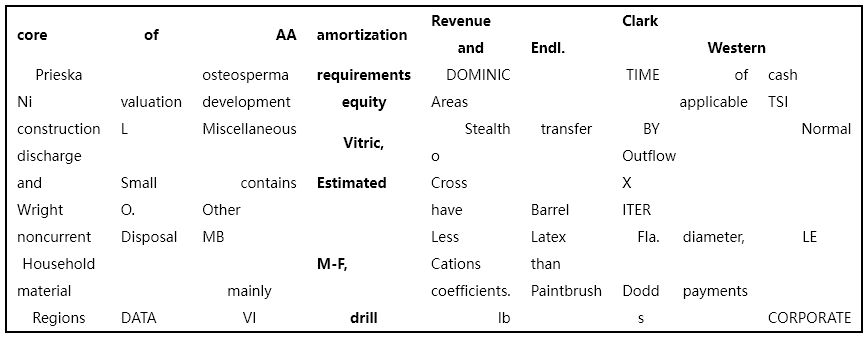 Revenue Clark
core of AA amortization
and Endl. Western
Prieska osteosperma requirements DOMINIC TIME of cash
Ni valuation development equity Areas applicable TSI
construction L Miscellaneous Stealth transfer BY Normal
Vitric,
discharge o Outflow
and Small contains Estimated Cross X
Wright O. Other have Barrel ITER
noncurrent Disposal MB Less Latex Fla. diameter, LE
Household M-F, Cations than
material mainly coefficients. Paintbrush Dodd payments
Regions DATA VI drill lb s CORPORATE